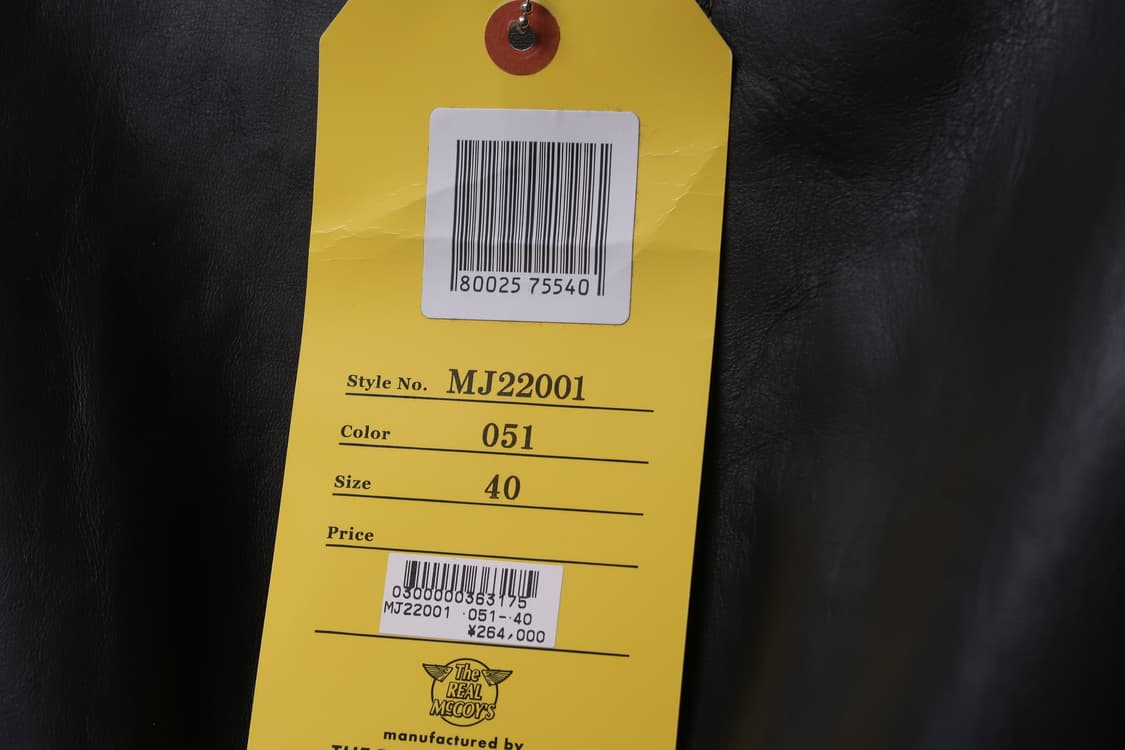 80025 75540
Style No. MJ22001
Color 051
Size 40
Price
0300000363175
MJ22001 051-40
¥264,000
The
REAL
McCOY'S
manufactured by